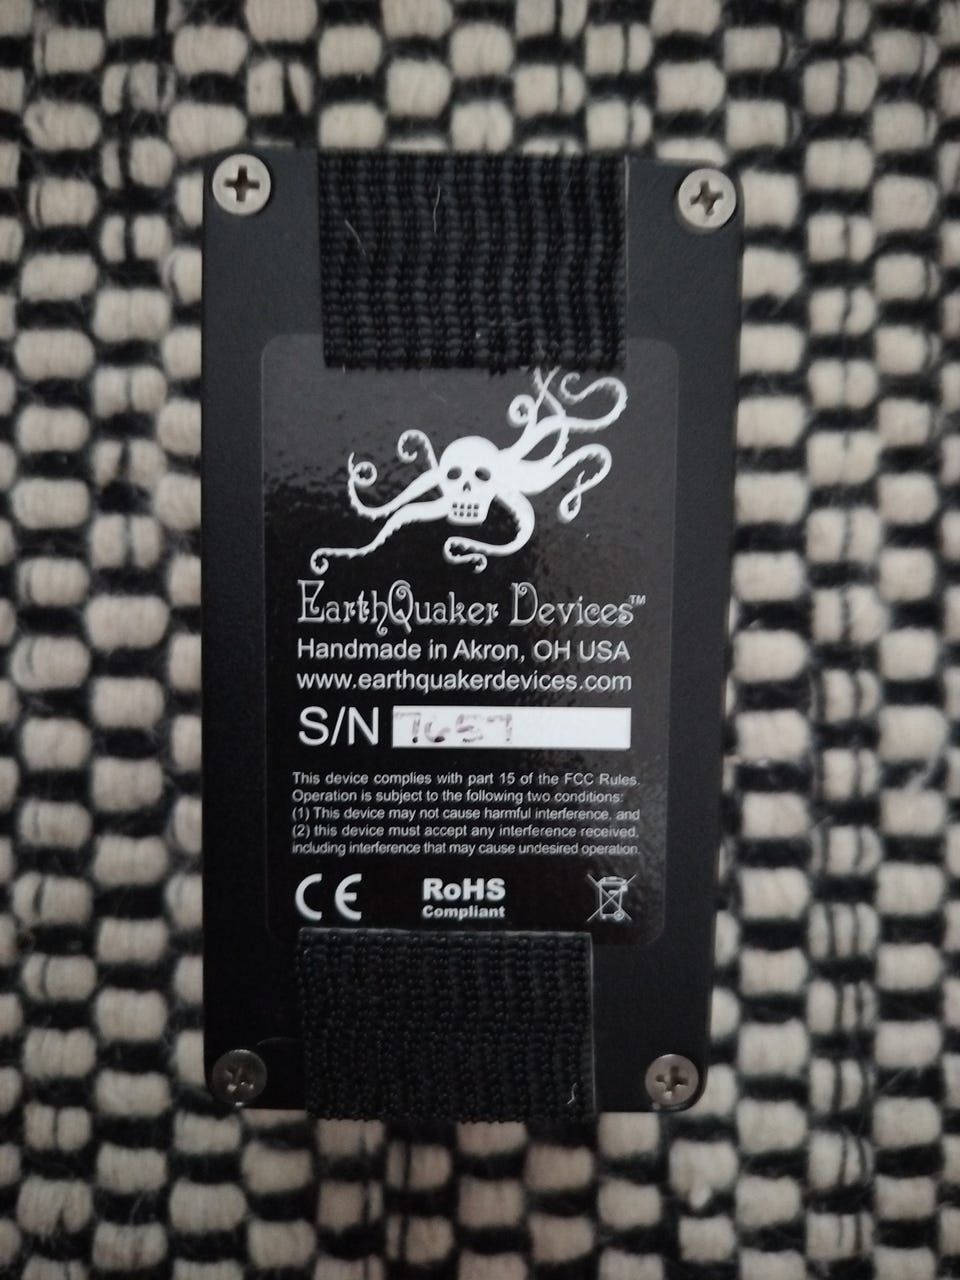 EarthQuaker Devices™
Handmade in Akron, OH USA
www.earthquakerdevices.com
S/N 7657
This device complies with part 15 of the FCC Rules.
Operation is subject to the following two conditions:
(1) This device may not cause harmful interference, and
(2) this device must accept any interference received,
including interference that may cause undesired operation.
CE RoHS
Compliant